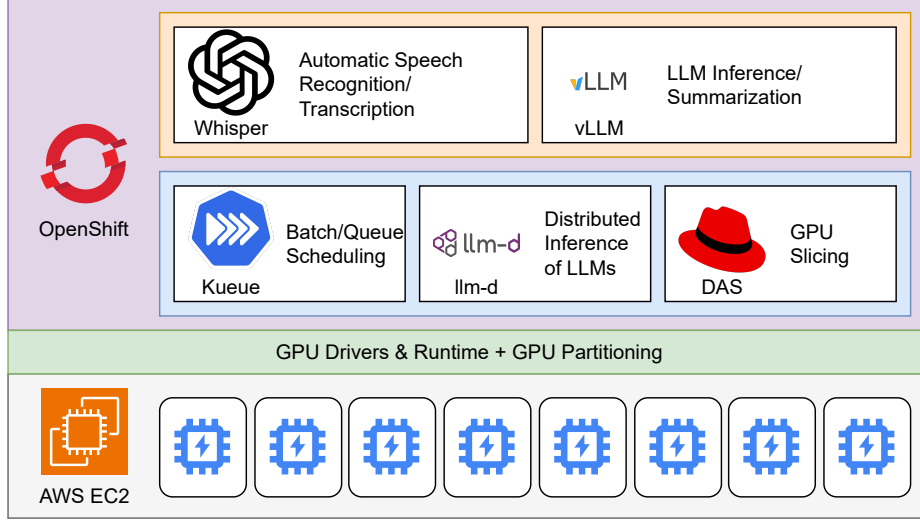 Automatic Speech
Recognition/
Transcription
Whisper
vLLM
LLM Inference/
Summarization
vLLM
OpenShift
Batch/Queue
Scheduling
Kueue
llm-d
Distributed
Inference
of LLMs
llm-d
GPU
Slicing
DAS
GPU Drivers & Runtime + GPU Partitioning
AWS EC2